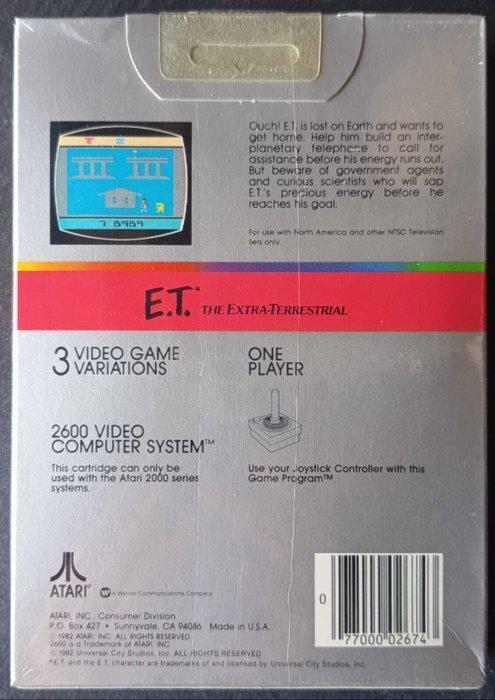 Ouch! E.T. is lost on Earth and wants to
get home. Help him build an inter-
planetary telephone to call for
assistance before his energy runs out.
But beware of government agents
and curious scientists who will sap
E.T.'s precious energy before he
reaches his goal.
For use with North America and other NTSC Television
Sets only.
7 8989
E.T.* THE EXTRA-TERRESTRIAL
3 VIDEO GAME
VARIATIONS
ONE
PLAYER
2600 VIDEO
COMPUTER SYSTEM™
This cartridge can only be
used with the Atari 2000 series
systems.
Use your Joystick Controller with this
Game Program™.
ATARI®
A Warner Communications Company
ATARI, INC., Consumer Division
P.O. Box 427 • Sunnyvale, CA 94086 Made in U.S.A.
© 1982 ATARI, INC. ALL RIGHTS RESERVED
2600 is a trademark of ATARI, INC.
© 1982 Universal City Studios, Inc. ALL RIGHTS RESERVED
*E.T. and the E.T. character are trademarks of and licensed by Universal City Studios, Inc.
0 77000 02674